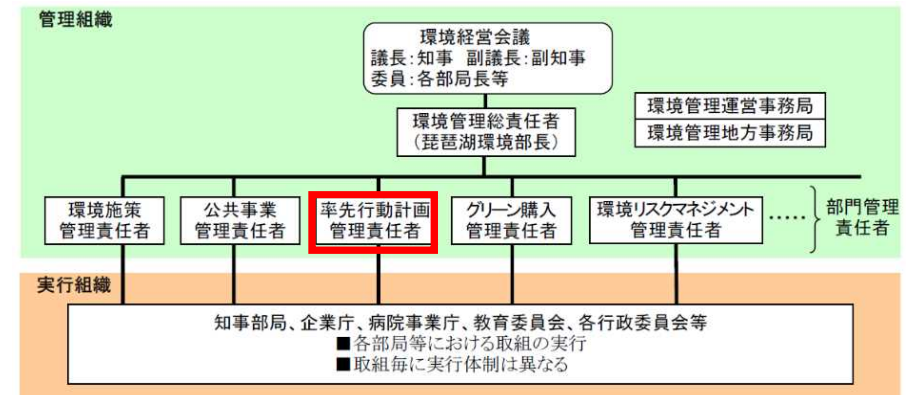 管理組織
環境経営会議
議長:知事 副議長:副知事
委員:各部局長等
環境管理総責任者
(琵琶湖環境部長)
環境管理運営事務局
環境管理地方事務局
環境施策
管理責任者
公共事業
管理責任者
率先行動計画
管理責任者
グリーン購入
管理責任者
環境リスクマネジメント
管理責任者
‥‥‥
部門管理
責任者
実行組織
知事部局、企業庁、病院事業庁、教育委員会、各行政委員会等
■各部局等における取組の実行
■取組毎に実行体制は異なる